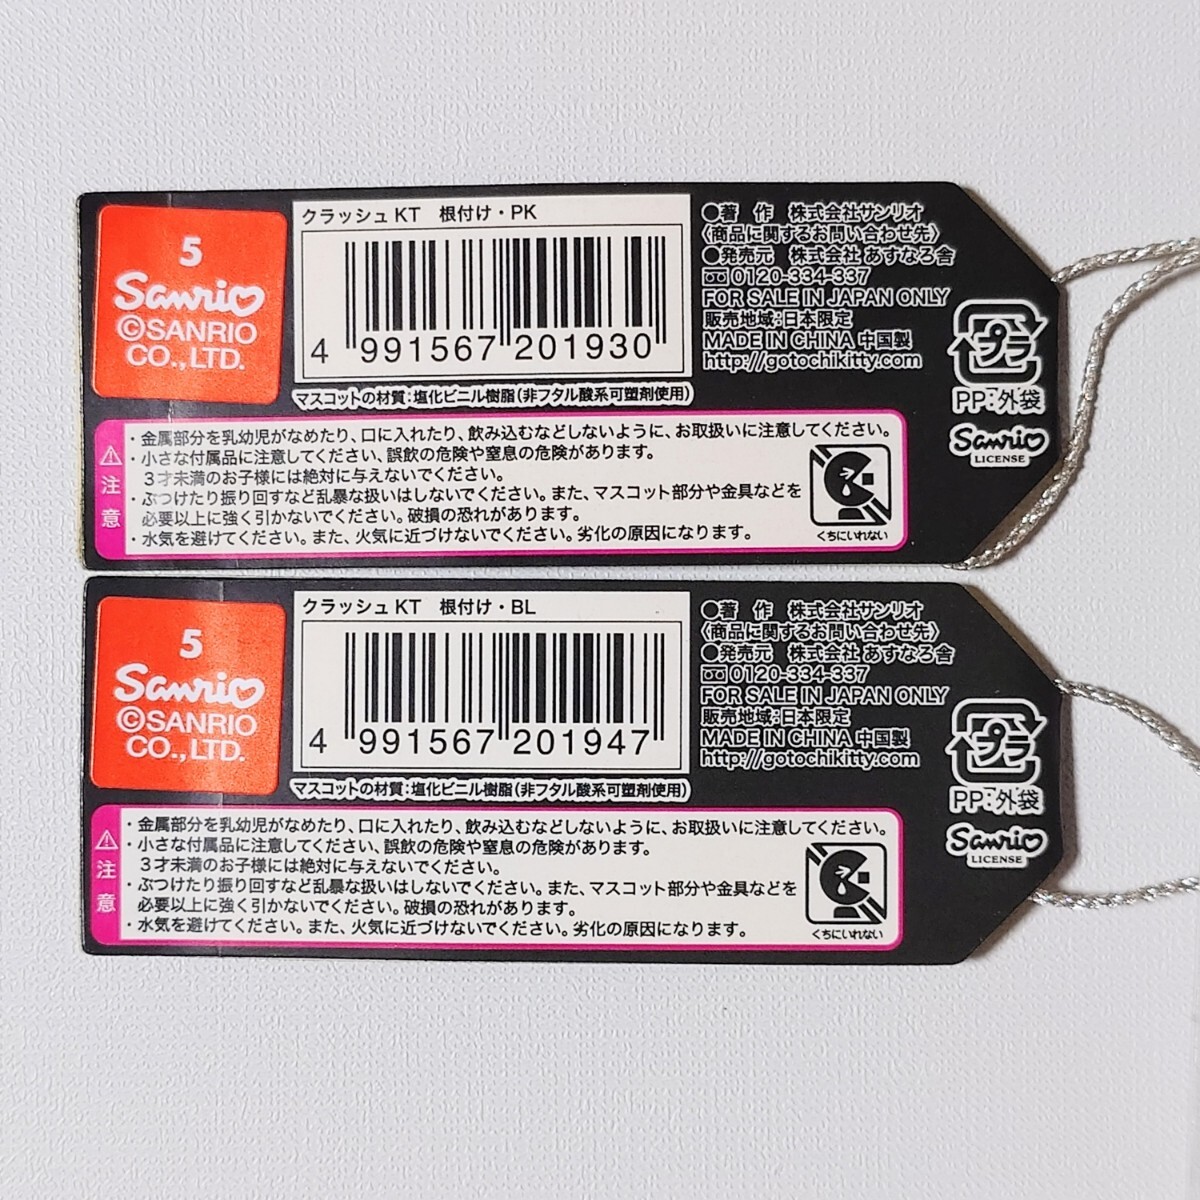 5
Sanrio
©SANRIO
CO., LTD.
クラッシュKT 根付け・PK
4 991567 201930
マスコットの材質：塩化ビニル樹脂（非フタル酸系可塑剤使用）
●著 作 株式会社サンリオ
〈商品に関するお問い合わせ先〉
●発売元 株式会社 あすなろ舎
0120-334-337
FOR SALE IN JAPAN ONLY
販売地域：日本限定
MADE IN CHINA 中国製
http://gotochikitty.com
プラ
PP：外袋
Sanrio
LICENSE
注意
・金属部分を乳幼児がなめたり、口に入れたり、飲み込むなどしないように、お取扱いに注意してください。
・小さな付属品に注意してください、誤飲の危険や窒息の危険があります。
3才未満のお子様には絶対に与えないでください。
・ぶつけたり振り回すなど乱暴な扱いはしないでください。また、マスコット部分や金具などを
必要以上に強く引かないでください。破損の恐れがあります。
・水気を避けてください。また、火気に近づけないでください。劣化の原因になります。
くちにいれない
5
Sanrio
©SANRIO
CO., LTD.
クラッシュKT 根付け・BL
4 991567 201947
マスコットの材質：塩化ビニル樹脂（非フタル酸系可塑剤使用）
●著 作 株式会社サンリオ
〈商品に関するお問い合わせ先〉
●発売元 株式会社 あすなろ舎
0120-334-337
FOR SALE IN JAPAN ONLY
販売地域：日本限定
MADE IN CHINA 中国製
http://gotochikitty.com
プラ
PP：外袋
Sanrio
LICENSE
注意
・金属部分を乳幼児がなめたり、口に入れたり、飲み込むなどしないように、お取扱いに注意してください。
・小さな付属品に注意してください、誤飲の危険や窒息の危険があります。
3才未満のお子様には絶対に与えないでください。
・ぶつけたり振り回すなど乱暴な扱いはしないでください。また、マスコット部分や金具などを
必要以上に強く引かないでください。破損の恐れがあります。
・水気を避けてください。また、火気に近づけないでください。劣化の原因になります。
くちにいれない